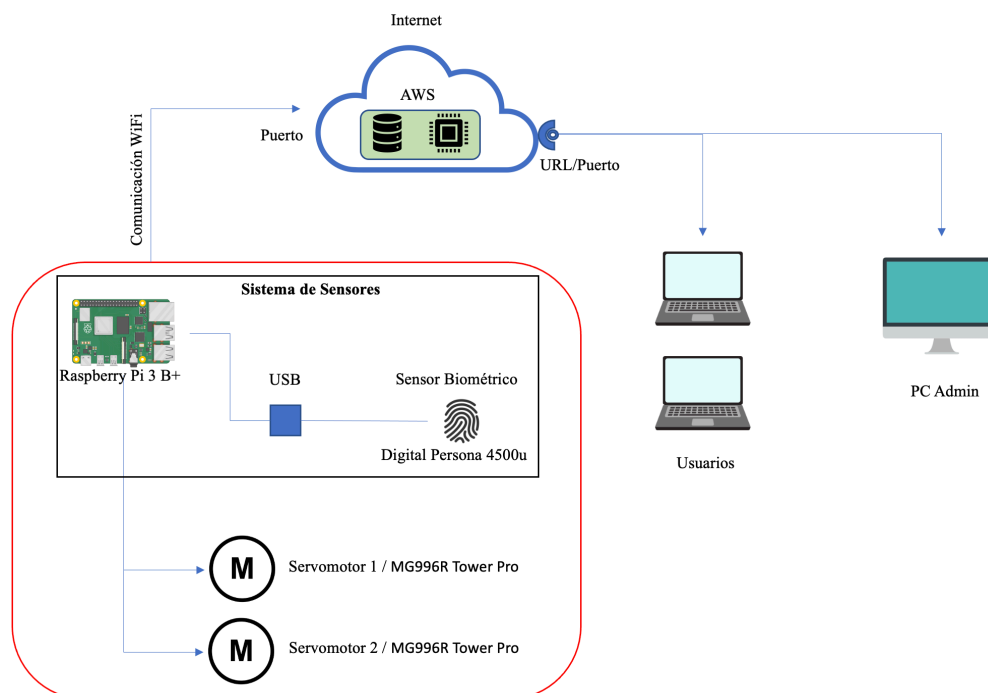 Internet
AWS
Puerto
URL/Puerto
Comunicación WiFi
Sistema de Sensores
Raspberry Pi 3 B+
USB
Sensor Biométrico
Digital Persona 4500u
Usuarios
PC Admin
M
Servomotor 1 / MG996R Tower Pro
M
Servomotor 2 / MG996R Tower Pro